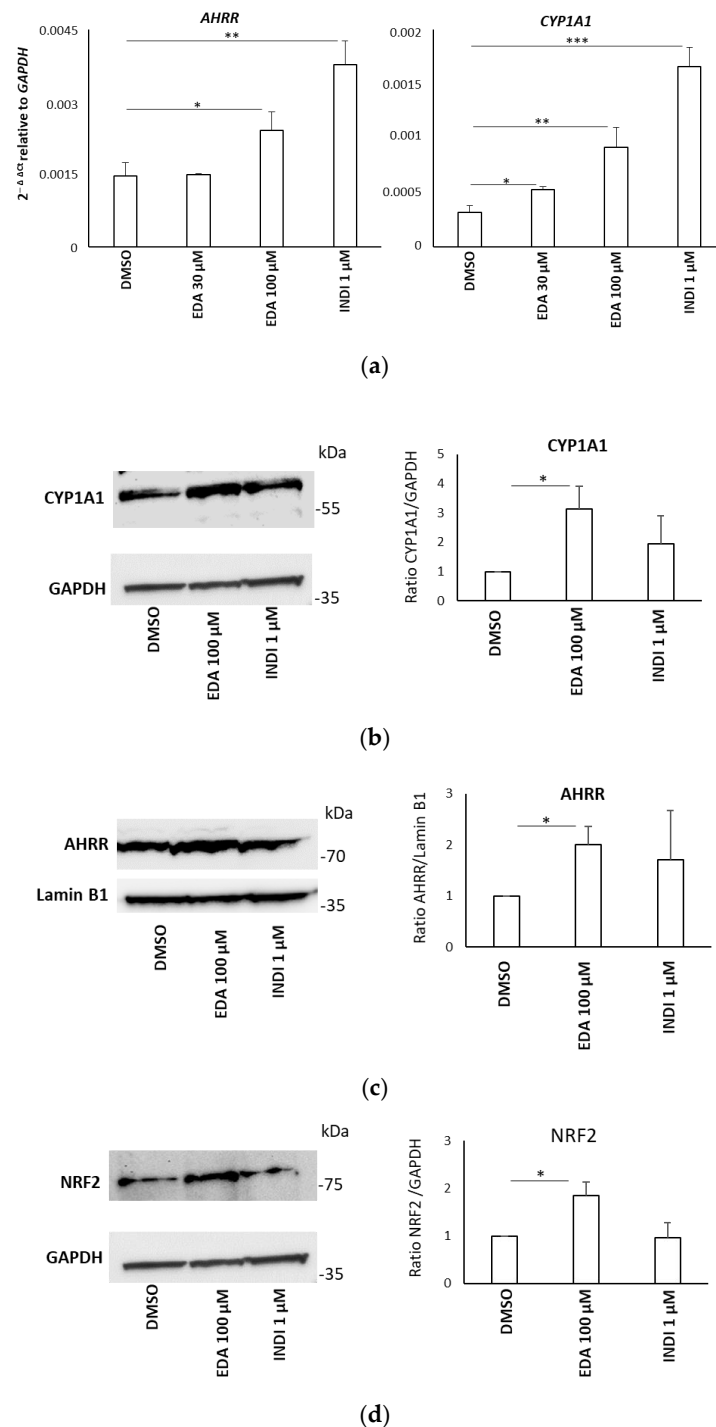 AHRR
2⁻ΔΔCt relative to GAPDH
0.0045
0.003
0.0015
0
**
*
DMSO
EDA 30 µM
EDA 100 µM
INDI 1 µM
CYP1A1
0.002
0.0015
0.001
0.0005
0
***
**
*
DMSO
EDA 30 µM
EDA 100 µM
INDI 1 µM
(a)
kDa
CYP1A1
-55
GAPDH
-35
DMSO
EDA 100 µM
INDI 1 µM
CYP1A1
Ratio CYP1A1/GAPDH
5
4
3
2
1
0
*
DMSO
EDA 100 µM
INDI 1 µM
(b)
kDa
AHRR
-70
Lamin B1
-35
DMSO
EDA 100 µM
INDI 1 µM
AHRR
Ratio AHRR/Lamin B1
3
2
1
0
*
DMSO
EDA 100 µM
INDI 1 µM
(c)
kDa
NRF2
-75
GAPDH
-35
DMSO
EDA 100 µM
INDI 1 µM
NRF2
Ratio NRF2 /GAPDH
3
2
1
0
*
DMSO
EDA 100 µM
INDI 1 µM
(d)